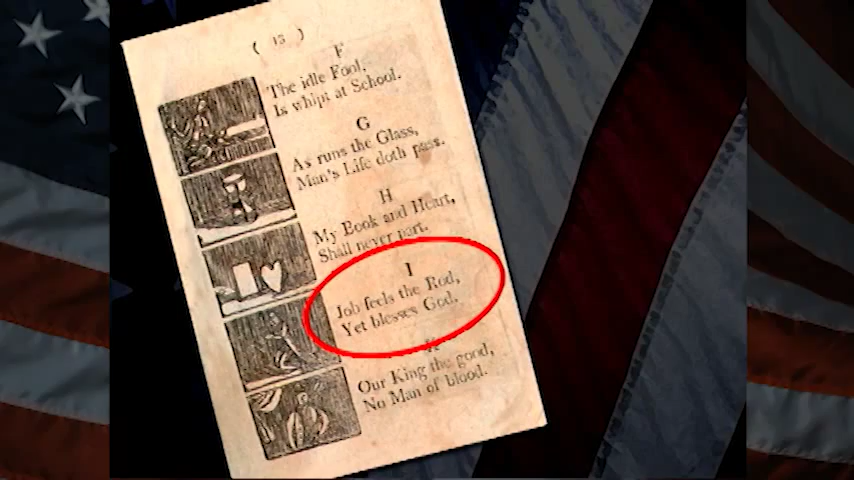 ( 15 )
F
The idle Fool,
Is whipt at School.
G
As runs the Glass,
Man's Life doth pass.
H
My Book and Heart,
Shall never part.
I
Job feels the Rod,
Yet blesses God.
K
Our King the good,
No Man of blood.